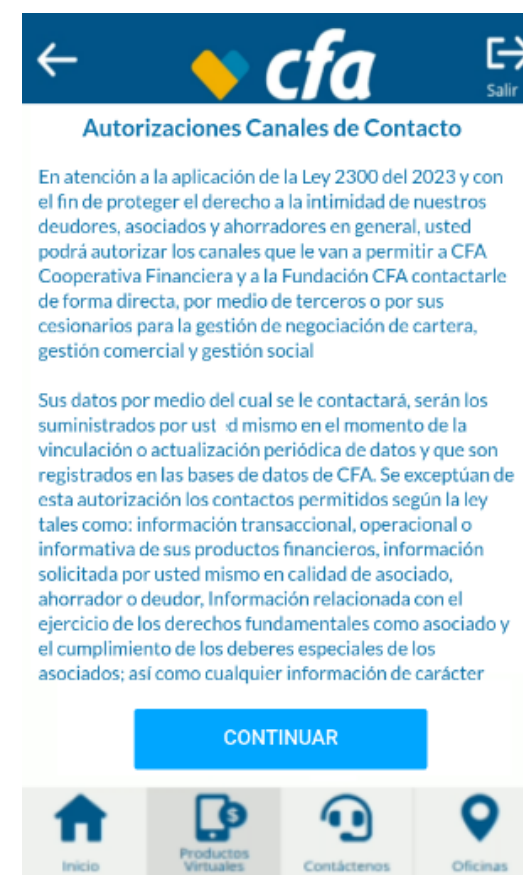 cfa
Salir
Autorizaciones Canales de Contacto
En atención a la aplicación de la Ley 2300 del 2023 y con
el fin de proteger el derecho a la intimidad de nuestros
deudores, asociados y ahorradores en general, usted
podrá autorizar los canales que le van a permitir a CFA
Cooperativa Financiera y a la Fundación CFA contactarle
de forma directa, por medio de terceros o por sus
cesionarios para la gestión de negociación de cartera,
gestión comercial y gestión social
Sus datos por medio del cual se le contactará, serán los
suministrados por ust d mismo en el momento de la
vinculación o actualización periódica de datos y que son
registrados en las bases de datos de CFA. Se exceptúan de
esta autorización los contactos permitidos según la ley
tales como: información transaccional, operacional o
informativa de sus productos financieros, información
solicitada por usted mismo en calidad de asociado,
ahorrador o deudor, Información relacionada con el
ejercicio de los derechos fundamentales como asociado y
el cumplimiento de los deberes especiales de los
asociados; así como cualquier información de carácter
CONTINUAR
Inicio
Productos
Virtuales
Contáctenos
Oficinas